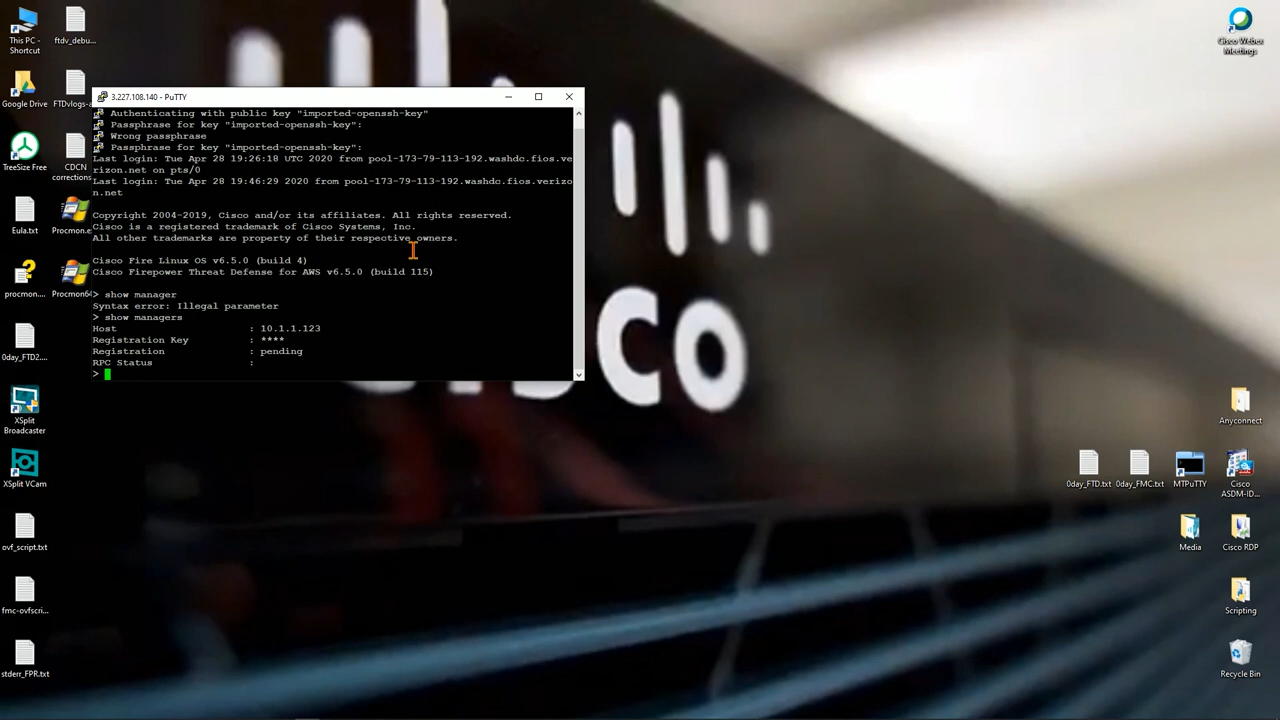 This PC -
Shortcut
ftdv_debu...
Google Drive
FTDvlogs-a
TreeSize Free
CDCN
corrections
Eula.txt
Procmon.e
procmon....
Procmon64
0day_FTD2....
XSplit
Broadcaster
XSplit VCam
ovf_script.txt
fmc-ovfscri...
stderr_FPR.txt
3.227.108.140 - PuTTY
Authenticating with public key "imported-openssh-key"
Passphrase for key "imported-openssh-key":
Wrong passphrase
Passphrase for key "imported-openssh-key":
Last login: Tue Apr 28 19:26:18 UTC 2020 from pool-173-79-113-192.washdc.fios.ve
rizon.net on pts/0
Last login: Tue Apr 28 19:46:29 2020 from pool-173-79-113-192.washdc.fios.verizo
n.net
Copyright 2004-2019, Cisco and/or its affiliates. All rights reserved.
Cisco is a registered trademark of Cisco Systems, Inc.
All other trademarks are property of their respective owners.
Cisco Fire Linux OS v6.5.0 (build 4)
Cisco Firepower Threat Defense for AWS v6.5.0 (build 115)
> show manager
Syntax error: Illegal parameter
> show managers
Host : 10.1.1.123
Registration Key : ****
Registration : pending
RPC Status :
>
CISCO
Cisco Webex
Meetings
Anyconnect
0day_FTD.txt
0day_FMC.txt
MTPuTTY
Cisco
ASDM-ID...
Media
Cisco RDP
Scripting
Recycle Bin